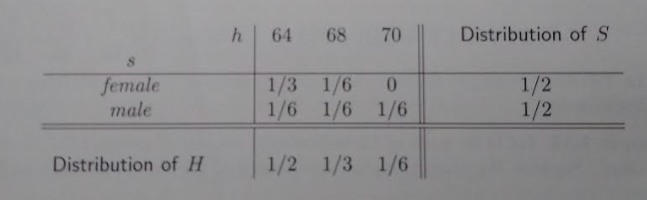 h 64 68 70 Distribution of S
s
female 1/3 1/6 0 1/2
male 1/6 1/6 1/6 1/2
Distribution of H 1/2 1/3 1/6